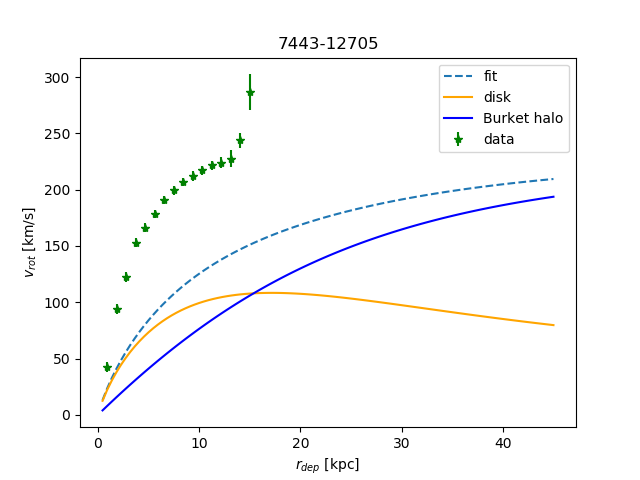 7443-12705
300
250
200
150
100
50
0
v_rot [km/s]
fit
disk
Burket halo
data
0 10 20 30 40
r_dep [kpc]